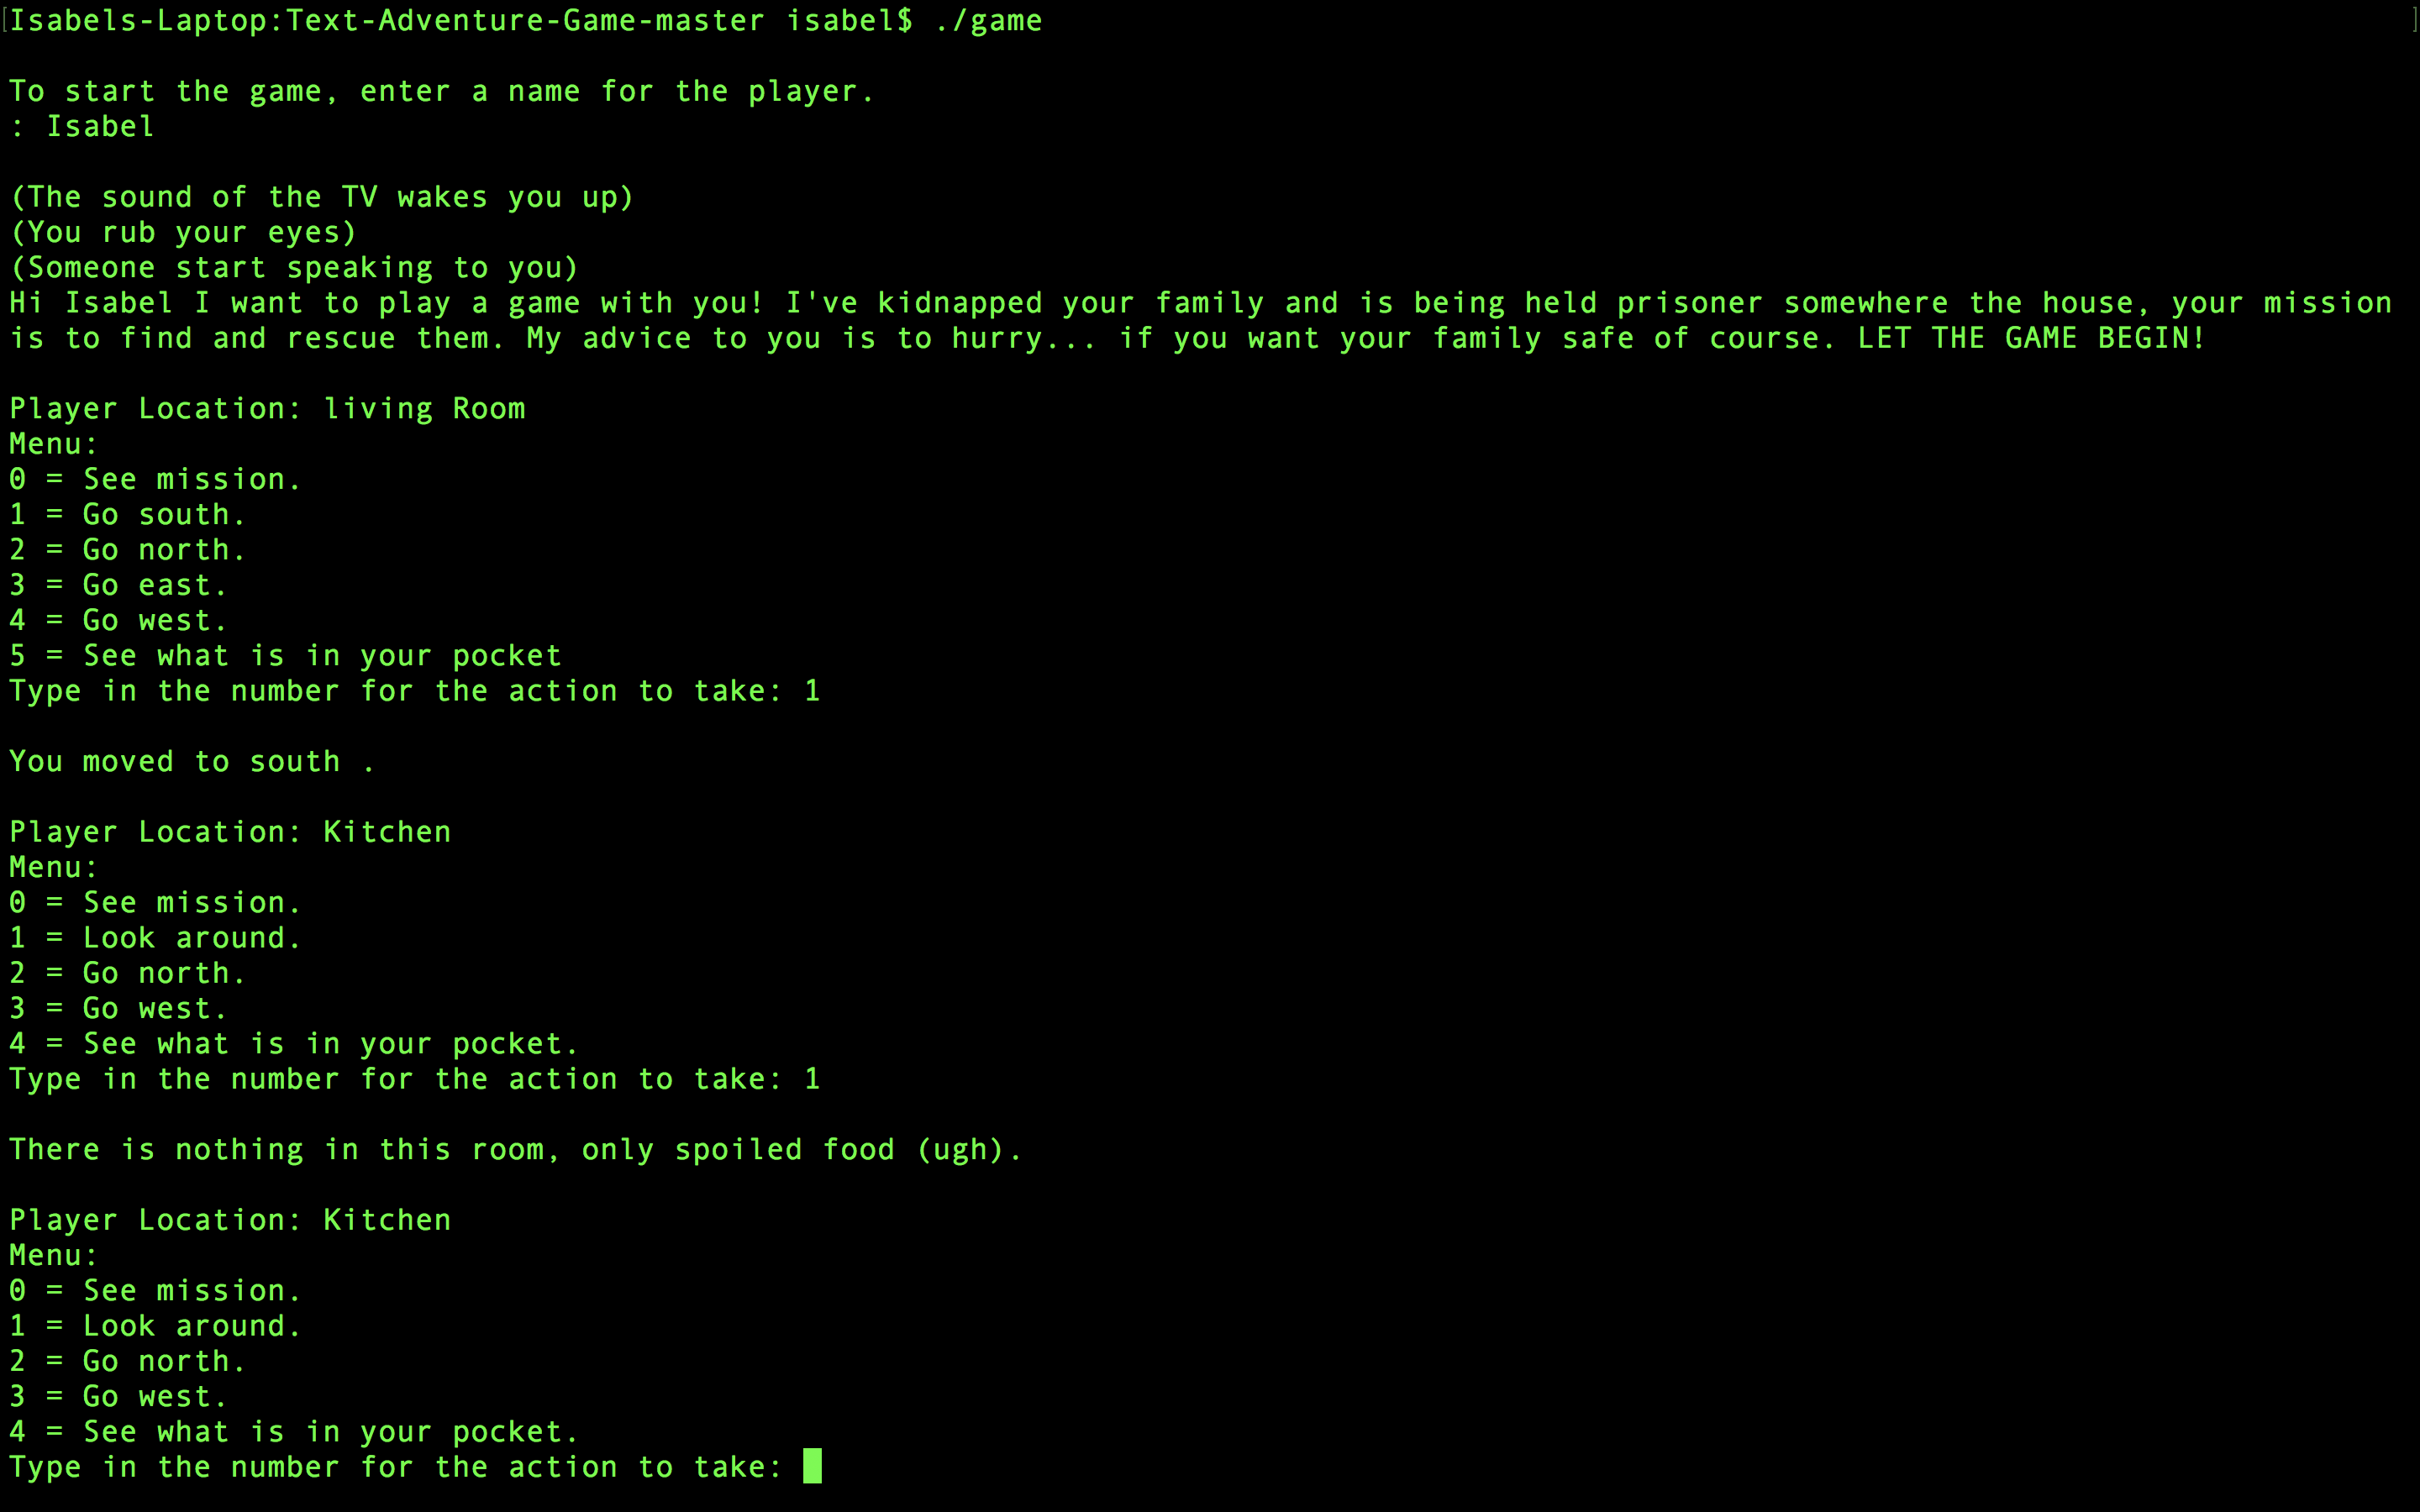 [Isabels-Laptop:Text-Adventure-Game-master isabel$ ./game ]
To start the game, enter a name for the player.
: Isabel
(The sound of the TV wakes you up)
(You rub your eyes)
(Someone start speaking to you)
Hi Isabel I want to play a game with you! I've kidnapped your family and is being held prisoner somewhere the house, your mission
is to find and rescue them. My advice to you is to hurry... if you want your family safe of course. LET THE GAME BEGIN!
Player Location: living Room
Menu:
0 = See mission.
1 = Go south.
2 = Go north.
3 = Go east.
4 = Go west.
5 = See what is in your pocket
Type in the number for the action to take: 1
You moved to south .
Player Location: Kitchen
Menu:
0 = See mission.
1 = Look around.
2 = Go north.
3 = Go west.
4 = See what is in your pocket.
Type in the number for the action to take: 1
There is nothing in this room, only spoiled food (ugh).
Player Location: Kitchen
Menu:
0 = See mission.
1 = Look around.
2 = Go north.
3 = Go west.
4 = See what is in your pocket.
Type in the number for the action to take: